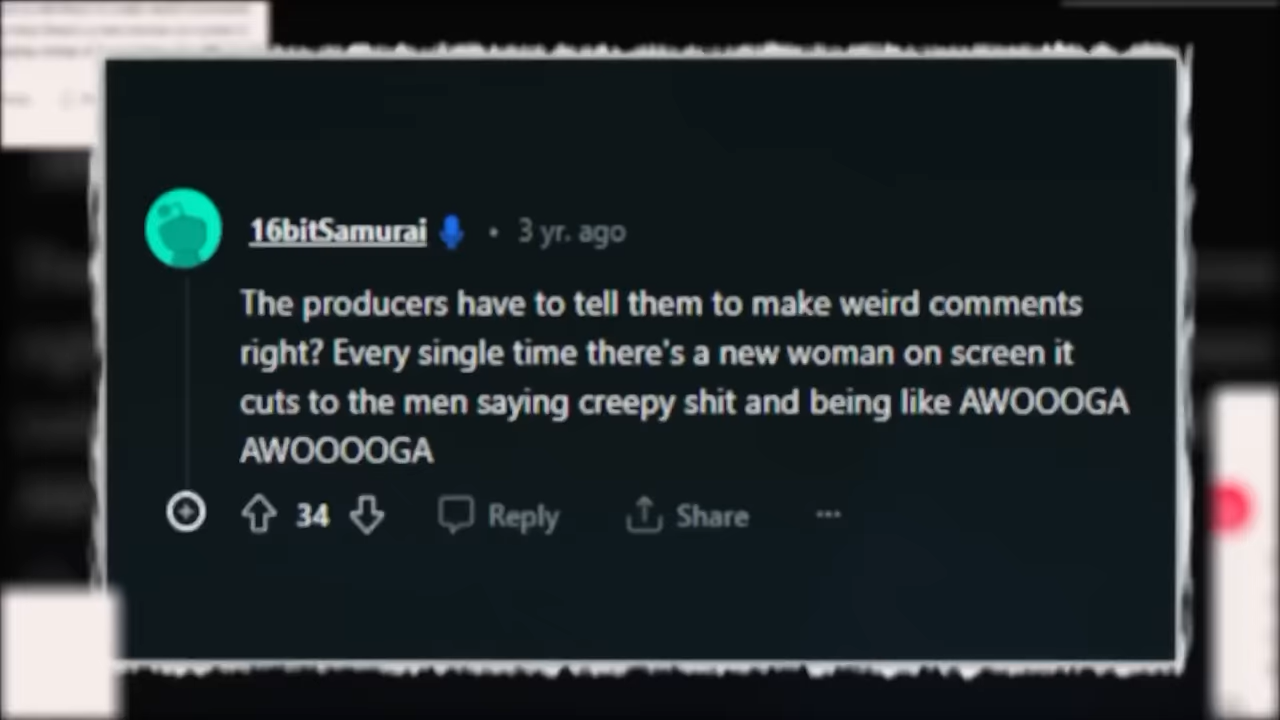 16bitSamurai • 3 yr. ago
The producers have to tell them to make weird comments
right? Every single time there's a new woman on screen it
cuts to the men saying creepy shit and being like AWOOOGA
AWOOOOGA
34 Reply Share ...